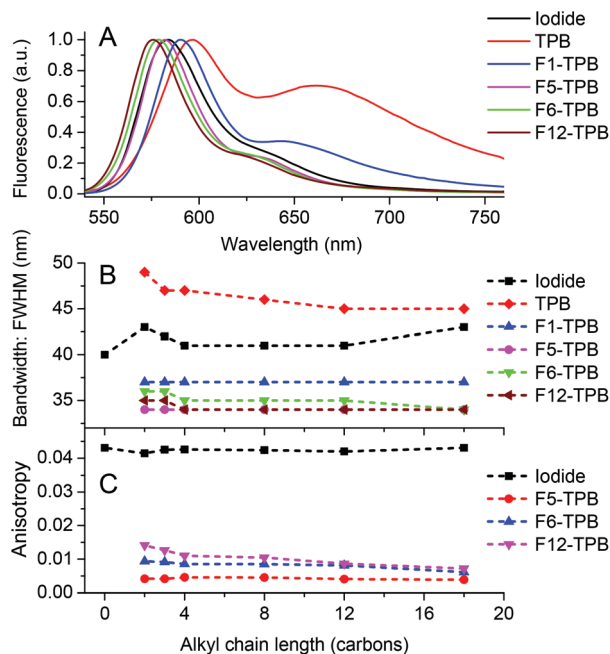 A
Fluorescence (a.u.)
1.0
0.8
0.6
0.4
0.2
0.0
550
600
650
700
750
Wavelength (nm)
Iodide
TPB
F1-TPB
F5-TPB
F6-TPB
F12-TPB
B
Bandwidth: FWHM (nm)
50
45
40
35
Iodide
TPB
F1-TPB
F5-TPB
F6-TPB
F12-TPB
C
Anisotropy
0.04
0.03
0.02
0.01
0.00
0
4
8
12
16
20
Alkyl chain length (carbons)
Iodide
F5-TPB
F6-TPB
F12-TPB